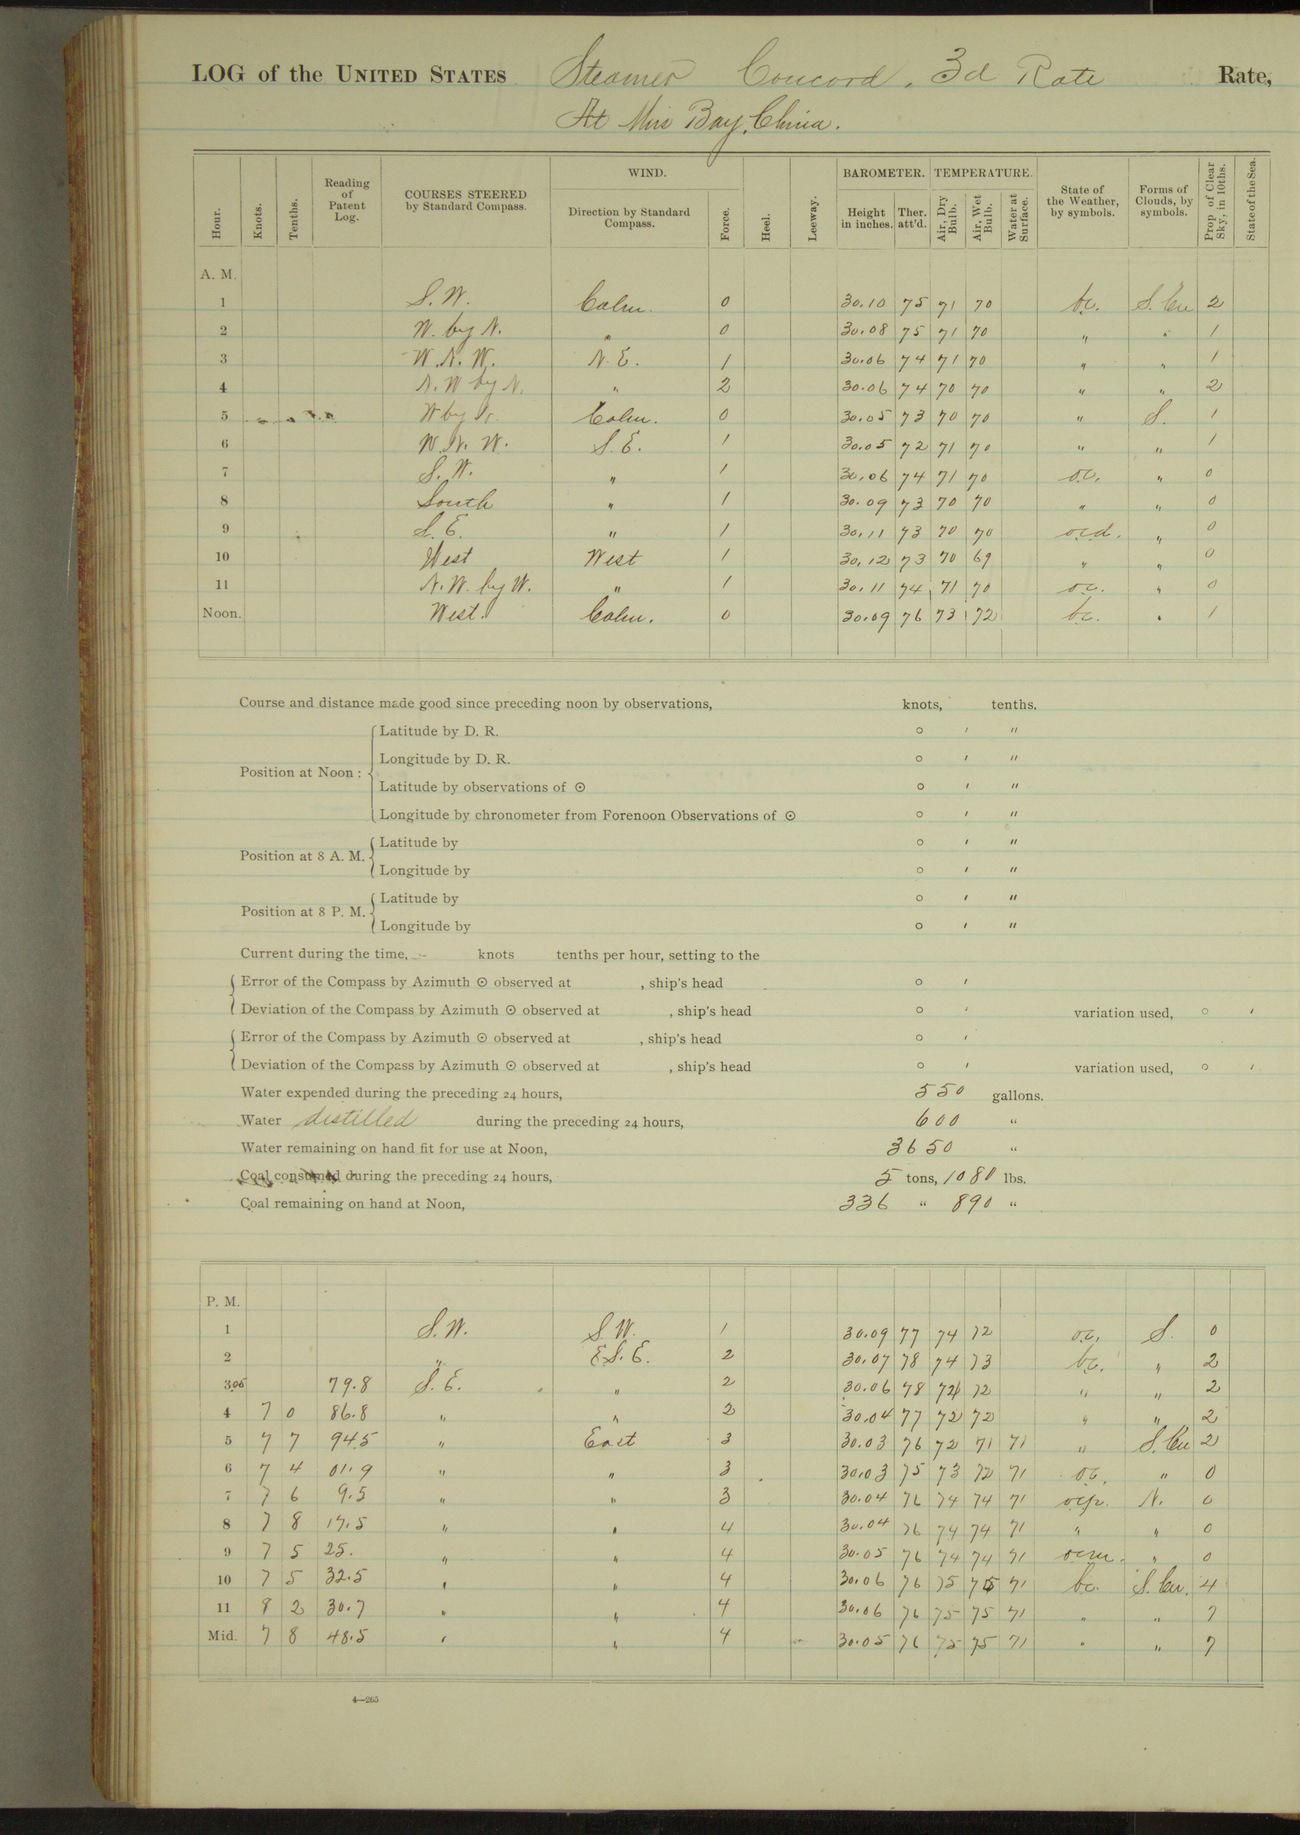 LOG of the UNITED STATES Steamer Concord, 3d Rate Rate,
At Mirs Bay, China.
Hour. Knots. Tenths. Reading of Patent Log. COURSES STEERED by Standard Compass. WIND. Direction by Standard Compass. Force. Heel. Leeway. BAROMETER. Height in inches. Ther. att'd. TEMPERATURE. Air, Dry Bulb. Air, Wet Bulb. Water at Surface. State of the Weather, by symbols. Forms of Clouds, by symbols. Prop of Clear Sky, in 10ths. State of the Sea.
A. M.
1 S. W. Calm. 0 30.10 75 71 70 bc. S. Cu 2
2 W. by N. " 0 30.08 75 71 70 " " 1
3 W. N. W. N. E. 1 30.06 74 71 70 " " 1
4 N. W by N. " 2 30.06 74 70 70 " " 2
5 W by N. Calm. 0 30.05 73 70 70 " S. 1
6 W. N. W. S. E. 1 30.05 72 71 70 " " 1
7 S. W. " 1 30.06 74 71 70 oc. " 0
8 South " 1 30.09 73 70 70 " " 0
9 S. E. " 1 30.11 73 70 70 ocd. " 0
10 West West 1 30.12 73 70 69 " " 0
11 N. W. by W. " 1 30.11 74 71 70 oc. " 0
Noon. West. Calm. 0 30.09 76 73 72 bc. " 1
Course and distance made good since preceding noon by observations, knots, tenths.
Position at Noon :
Latitude by D. R. ° ′ ″
Longitude by D. R. ° ′ ″
Latitude by observations of ☉ ° ′ ″
Longitude by chronometer from Forenoon Observations of ☉ ° ′ ″
Position at 8 A. M.
Latitude by ° ′ ″
Longitude by ° ′ ″
Position at 8 P. M.
Latitude by ° ′ ″
Longitude by ° ′ ″
Current during the time, knots tenths per hour, setting to the
Error of the Compass by Azimuth ☉ observed at , ship's head ° ′
Deviation of the Compass by Azimuth ☉ observed at , ship's head ° ′ variation used, ° ′
Error of the Compass by Azimuth ☉ observed at , ship's head ° ′
Deviation of the Compass by Azimuth ☉ observed at , ship's head ° ′ variation used, ° ′
Water expended during the preceding 24 hours, 550 gallons.
Water distilled during the preceding 24 hours, 600 "
Water remaining on hand fit for use at Noon, 3650 "
Coal consumed during the preceding 24 hours, 5 tons, 1080 lbs.
Coal remaining on hand at Noon, 336 " 890 "
P. M.
1 S. W. S. W. 1 30.09 77 74 72 oc. S. 0
2 " E.S.E. 2 30.07 78 74 73 bc. " 2
3 05 79.8 S. E. " 2 30.06 78 72 72 " " 2
4 7 0 86.8 " " 2 30.04 77 72 72 " " 2
5 7 7 94.5 " East 3 30.03 76 72 71 71 " S. Cu 2
6 7 4 01.9 " " 3 30.03 75 73 72 71 oc. " 0
7 7 6 9.5 " " 3 30.04 76 74 74 71 ocp. N. 0
8 7 8 17.5 " " 4 30.04 76 74 74 71 " " 0
9 7 5 25. " " 4 30.05 76 74 74 71 ocm. " 0
10 7 5 32.5 " " 4 30.06 76 75 75 71 bc. S. Cu. 4
11 8 2 30.7 " " 4 30.06 76 75 75 71 " " 7
Mid. 7 8 48.5 " " 4 30.05 76 75 75 71 " " 7
4—265